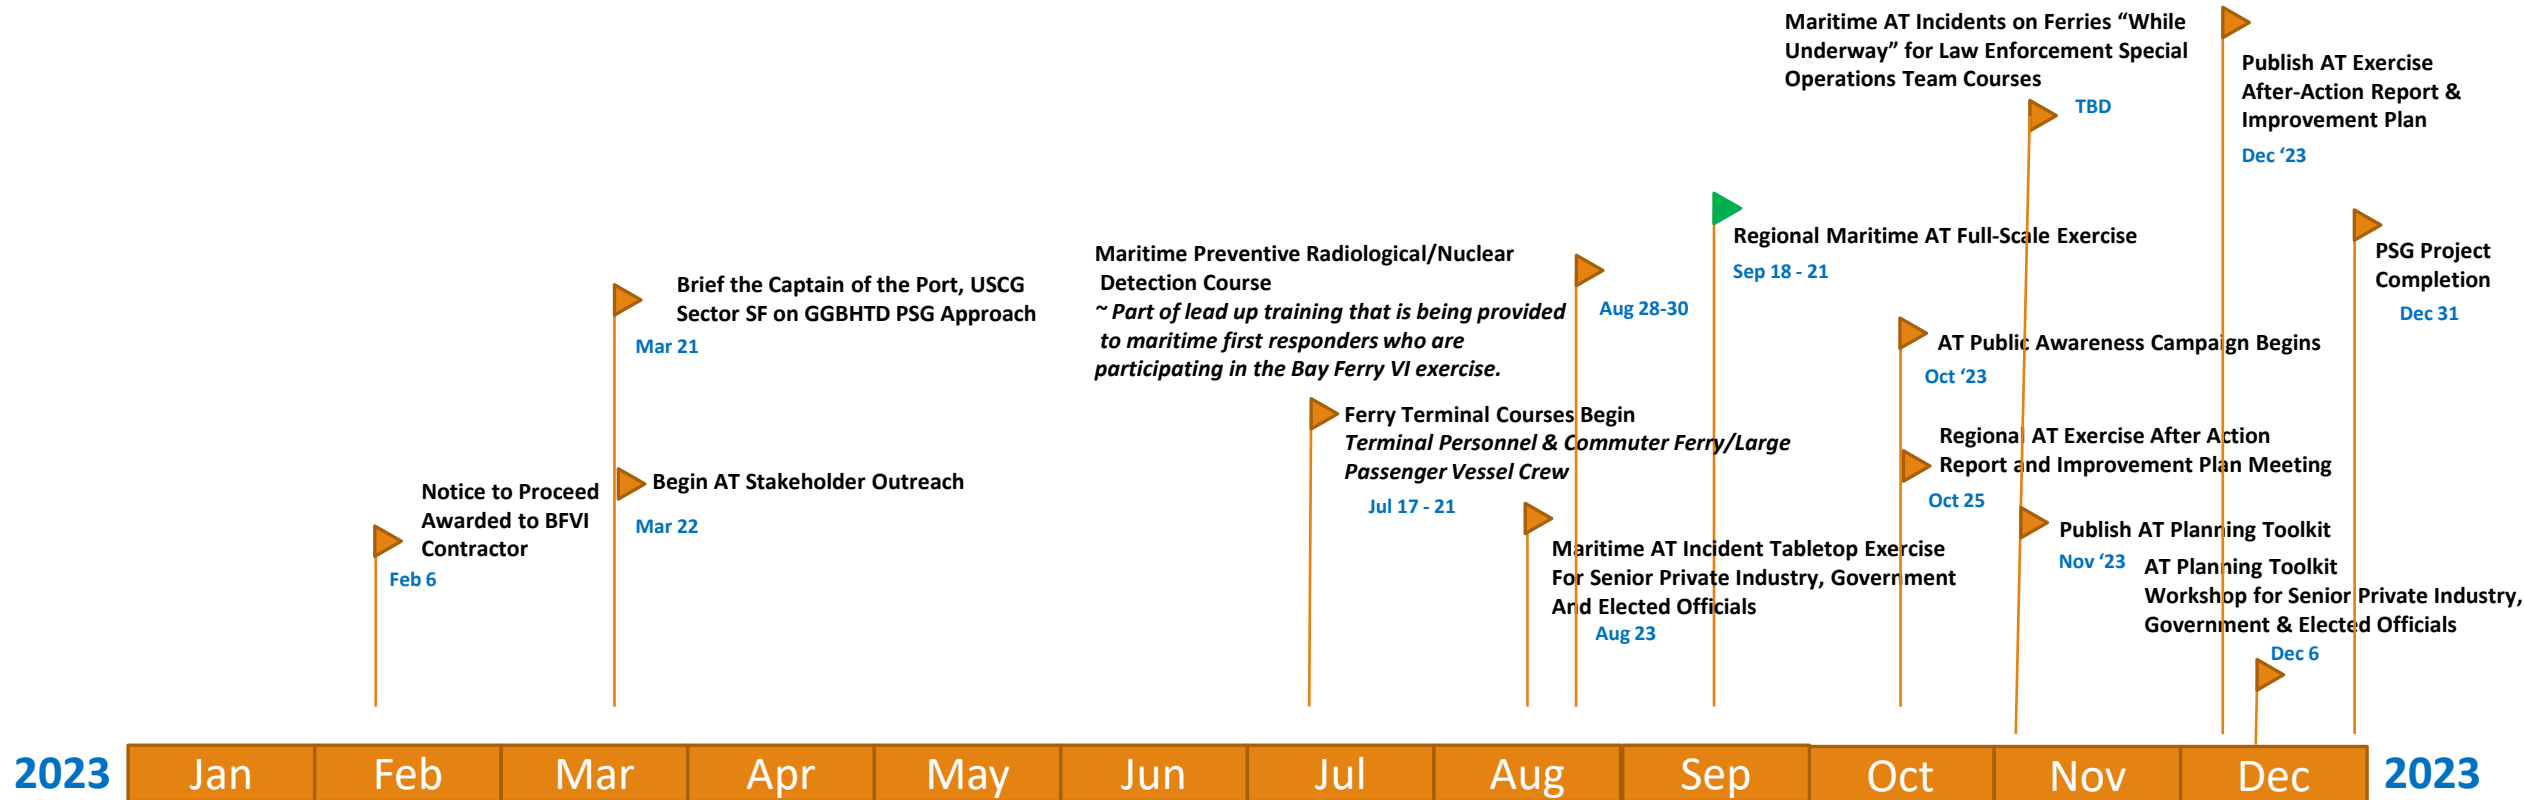 Maritime AT Incidents on Ferries “While
Underway” for Law Enforcement Special
Operations Team Courses
TBD
Publish AT Exercise
After-Action Report &
Improvement Plan
Dec ‘23
Regional Maritime AT Full-Scale Exercise
Sep 18 - 21
PSG Project
Completion
Dec 31
Maritime Preventive Radiological/Nuclear
Detection Course
~ Part of lead up training that is being provided
to maritime first responders who are
participating in the Bay Ferry VI exercise.
Aug 28-30
Brief the Captain of the Port, USCG
Sector SF on GGBHTD PSG Approach
Mar 21
AT Public Awareness Campaign Begins
Oct ‘23
Ferry Terminal Courses Begin
Terminal Personnel & Commuter Ferry/Large
Passenger Vessel Crew
Jul 17 - 21
Regional AT Exercise After Action
Report and Improvement Plan Meeting
Oct 25
Begin AT Stakeholder Outreach
Mar 22
Notice to Proceed
Awarded to BFVI
Contractor
Feb 6
Publish AT Planning Toolkit
Nov ‘23
Maritime AT Incident Tabletop Exercise
For Senior Private Industry, Government
And Elected Officials
Aug 23
AT Planning Toolkit
Workshop for Senior Private Industry,
Government & Elected Officials
Dec 6
2023 Jan Feb Mar Apr May Jun Jul Aug Sep Oct Nov Dec 2023